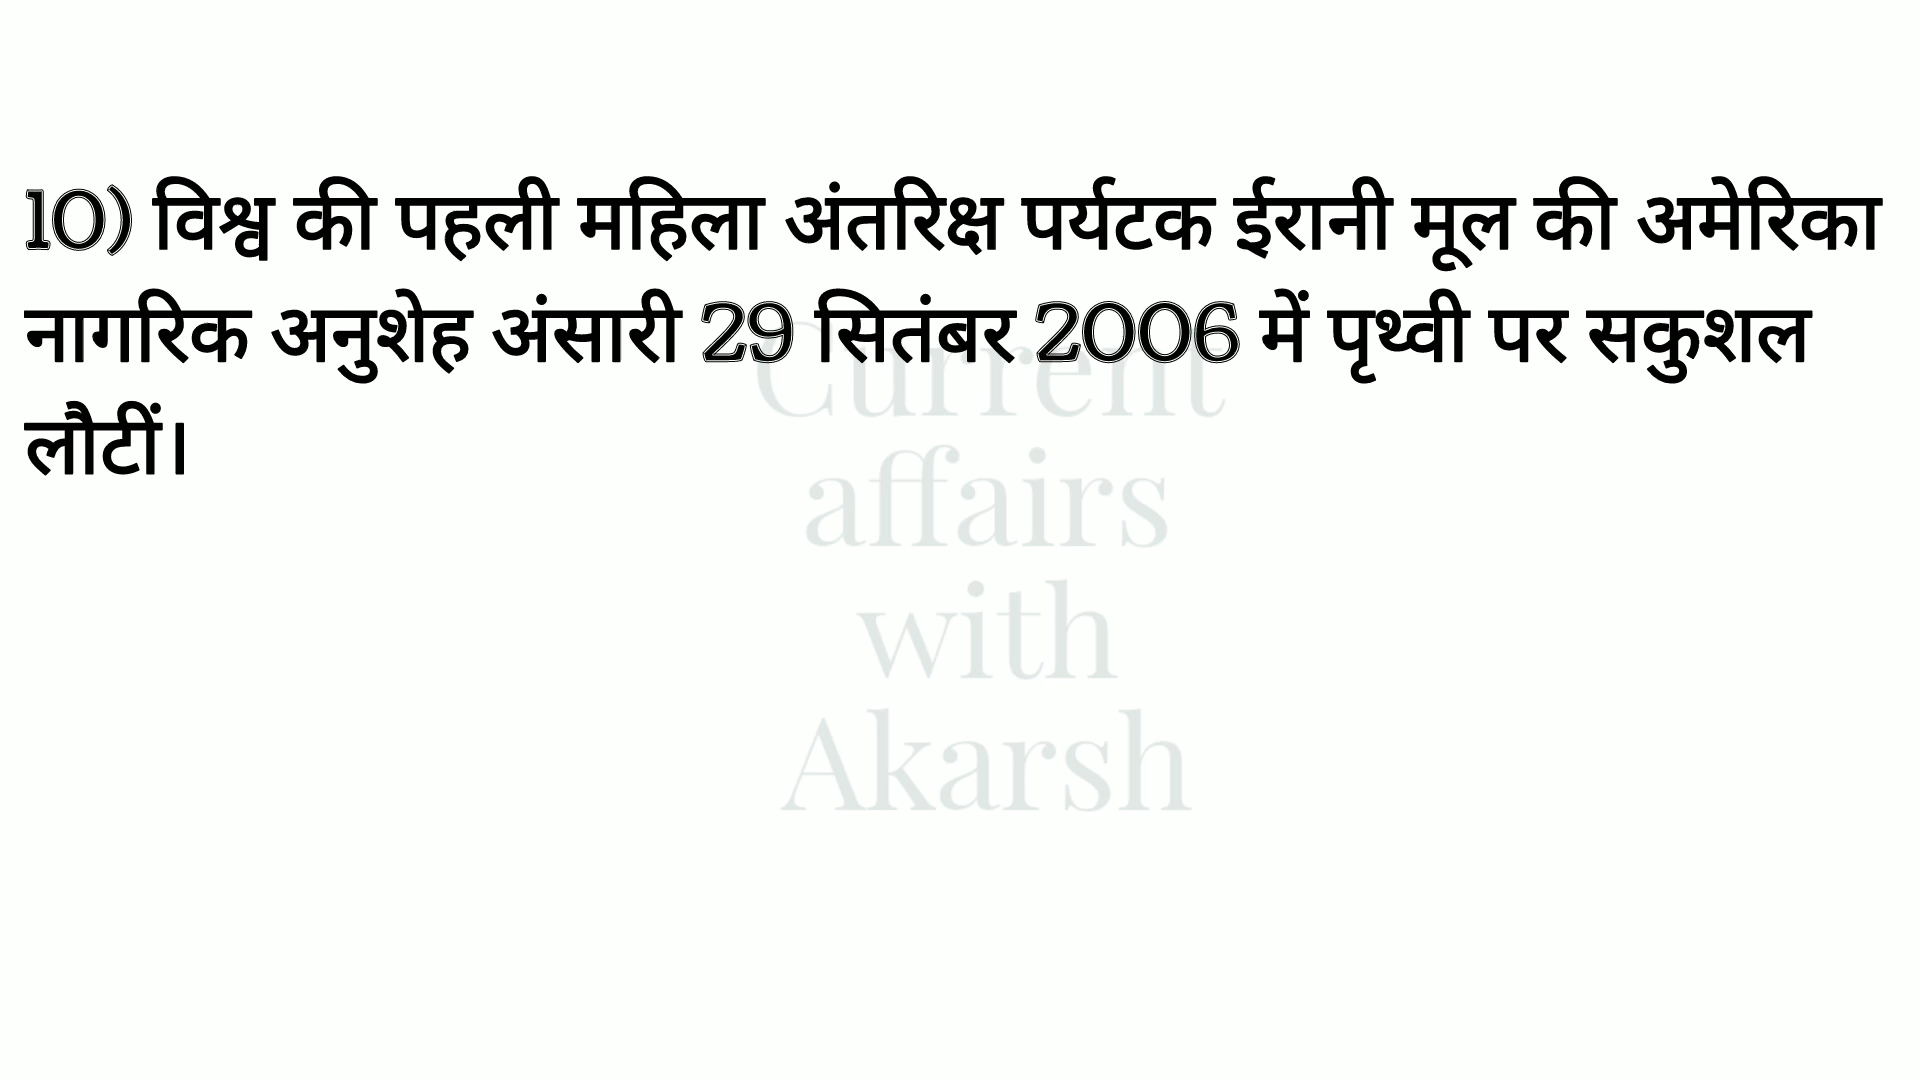 10) विश्व की पहली महिला अंतरिक्ष पर्यटक ईरानी मूल की अमेरिका
नागरिक अनुशेह अंसारी 29 सितंबर 2006 में पृथ्वी पर सकुशल
लौटीं।
Current
affairs
with
Akarsh